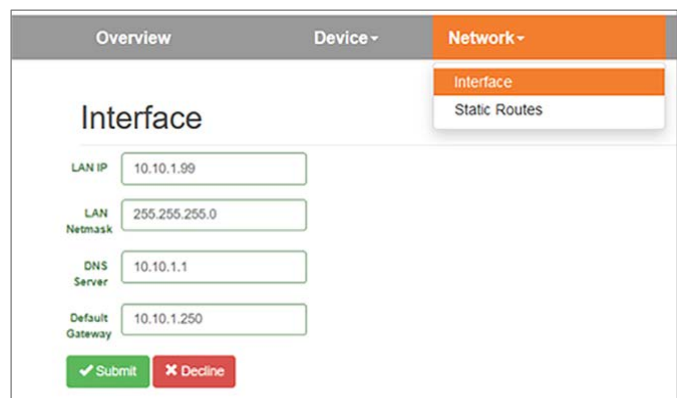 Overview Device Network
Interface
Static Routes
Interface
LAN IP 10.10.1.99
LAN Netmask 255.255.255.0
DNS Server 10.10.1.1
Default Gateway 10.10.1.250
Submit Decline